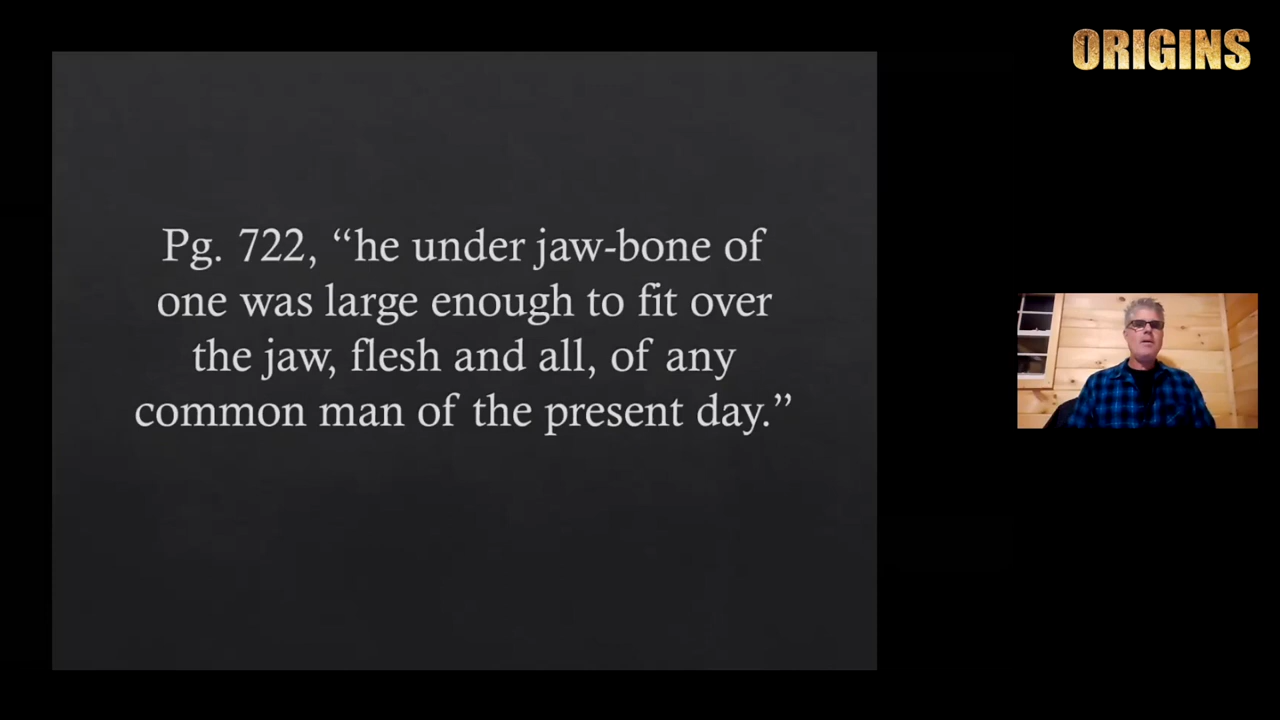 ORIGINS
Pg. 722, “he under jaw-bone of
one was large enough to fit over
the jaw, flesh and all, of any
common man of the present day.”